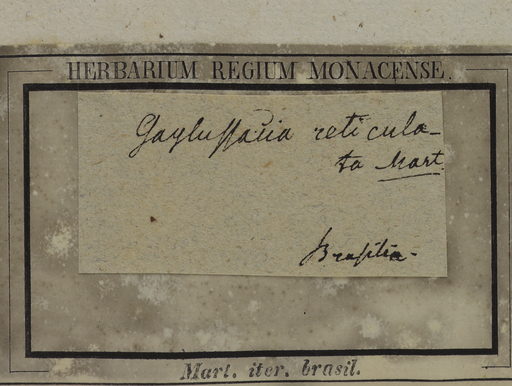 HERBARIUM REGIUM MONACENSE.
Gaylussacia reticula-
ta Mart.
Brasilia.
Mart. iter. brasil.